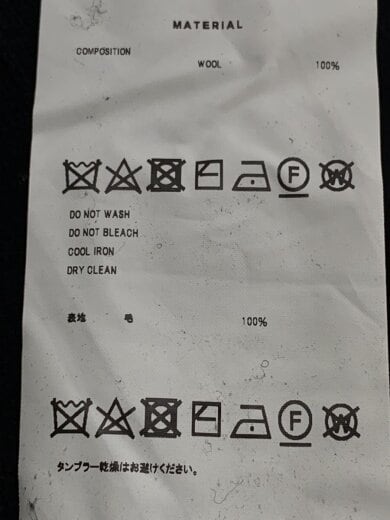 MATERIAL
COMPOSITION
WOOL 100%
F W
DO NOT WASH
DO NOT BLEACH
COOL IRON
DRY CLEAN
表地 毛 100%
F W
タンブラー乾燥はお避けください。